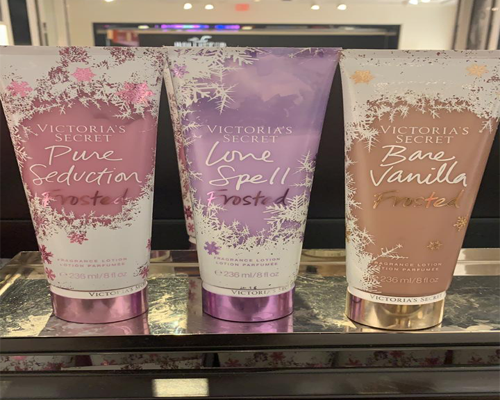 VICTORIA'S
SECRET
Pure
Seduction
Frosted
FRAGRANCE LOTION
LOTION PARFUMÉE
℮ 236 ml/8 fl oz
VICTORIA'S
VICTORIA'S
SECRET
Love
Spell
Frosted
FRAGRANCE LOTION
LOTION PARFUMÉE
℮ 236 ml/8 fl oz
VICTORIA'S
VICTORIA'S
SECRET
Bare
Vanilla
Frosted
FRAGRANCE LOTION
LOTION PARFUMÉE
℮ 236 ml/8 fl oz
VICTORIA'S SECRET